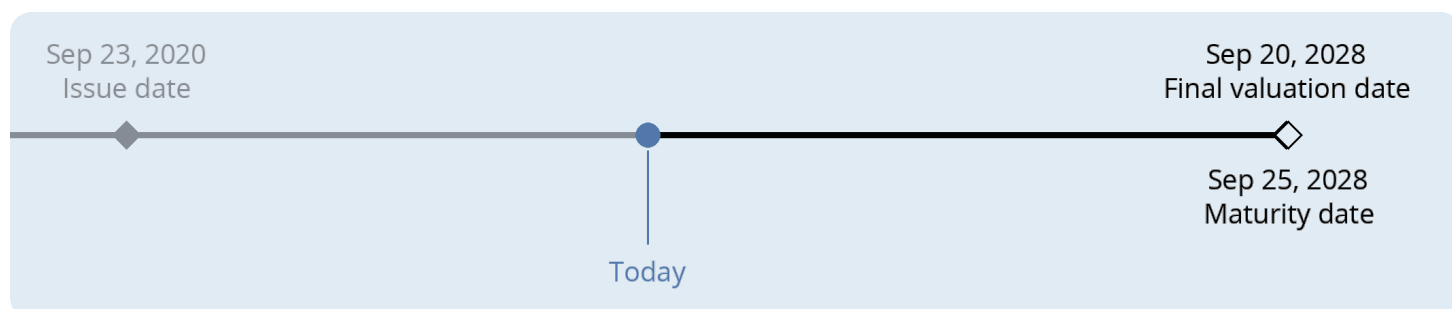 Sep 23, 2020
Issue date
Sep 20, 2028
Final valuation date
Sep 25, 2028
Maturity date
Today